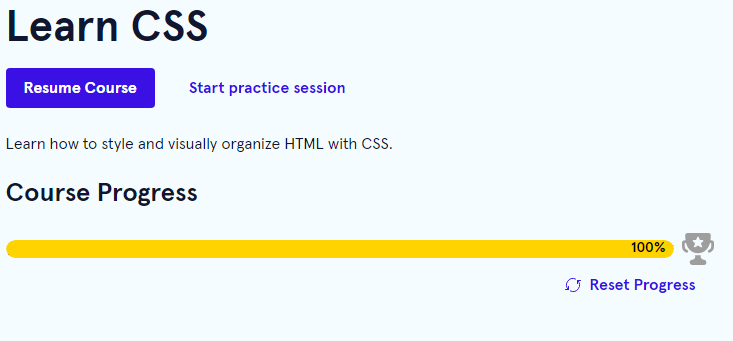 Learn CSS
Resume Course
Start practice session
Learn how to style and visually organize HTML with CSS.
Course Progress
100%
Reset Progress